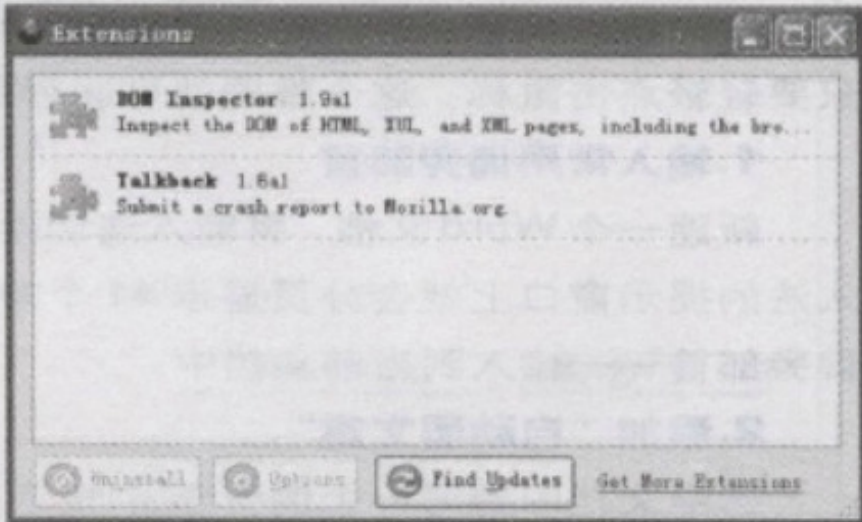 Extensions
DOM Inspector 1.9a1
Inspect the DOM of HTML, XUL, and XML pages, including the bro...
Talkback 1.6a1
Submit a crash report to Mozilla.org
Uninstall
Options
Find Updates
Get More Extensions